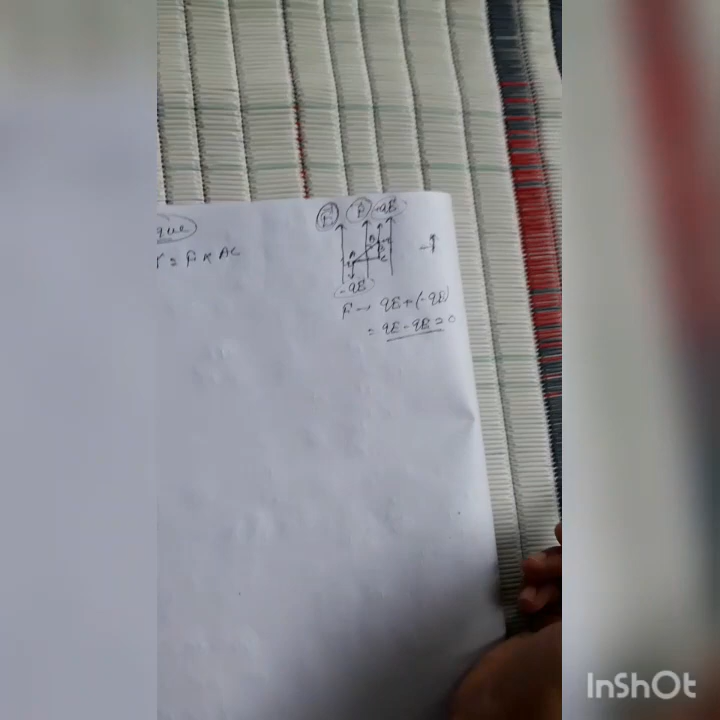 que
τ = F × AC
E
E
-qE
A
B
C
(-qE)
F → qE + (-qE)
= qE - qE = 0
InShOt